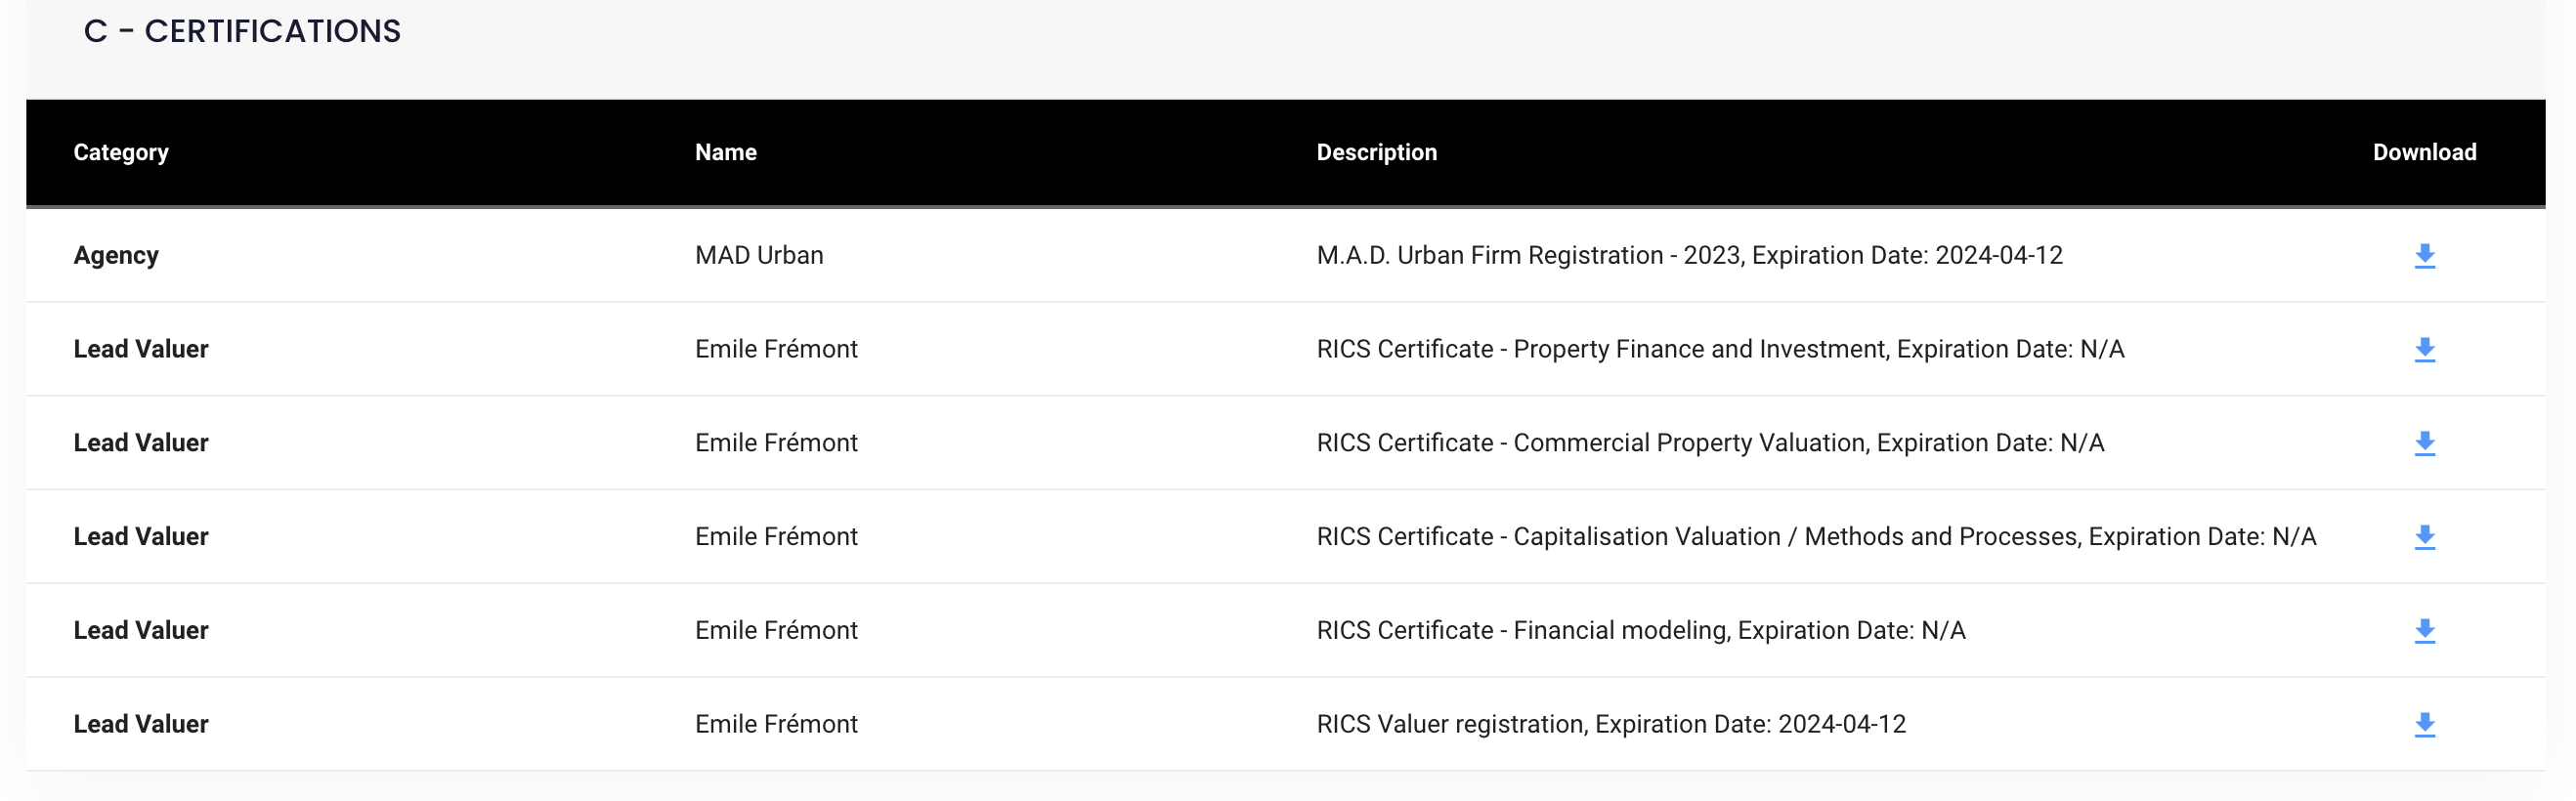 C - CERTIFICATIONS
Category Name Description Download
Agency MAD Urban M.A.D. Urban Firm Registration - 2023, Expiration Date: 2024-04-12
Lead Valuer Emile Frémont RICS Certificate - Property Finance and Investment, Expiration Date: N/A
Lead Valuer Emile Frémont RICS Certificate - Commercial Property Valuation, Expiration Date: N/A
Lead Valuer Emile Frémont RICS Certificate - Capitalisation Valuation / Methods and Processes, Expiration Date: N/A
Lead Valuer Emile Frémont RICS Certificate - Financial modeling, Expiration Date: N/A
Lead Valuer Emile Frémont RICS Valuer registration, Expiration Date: 2024-04-12